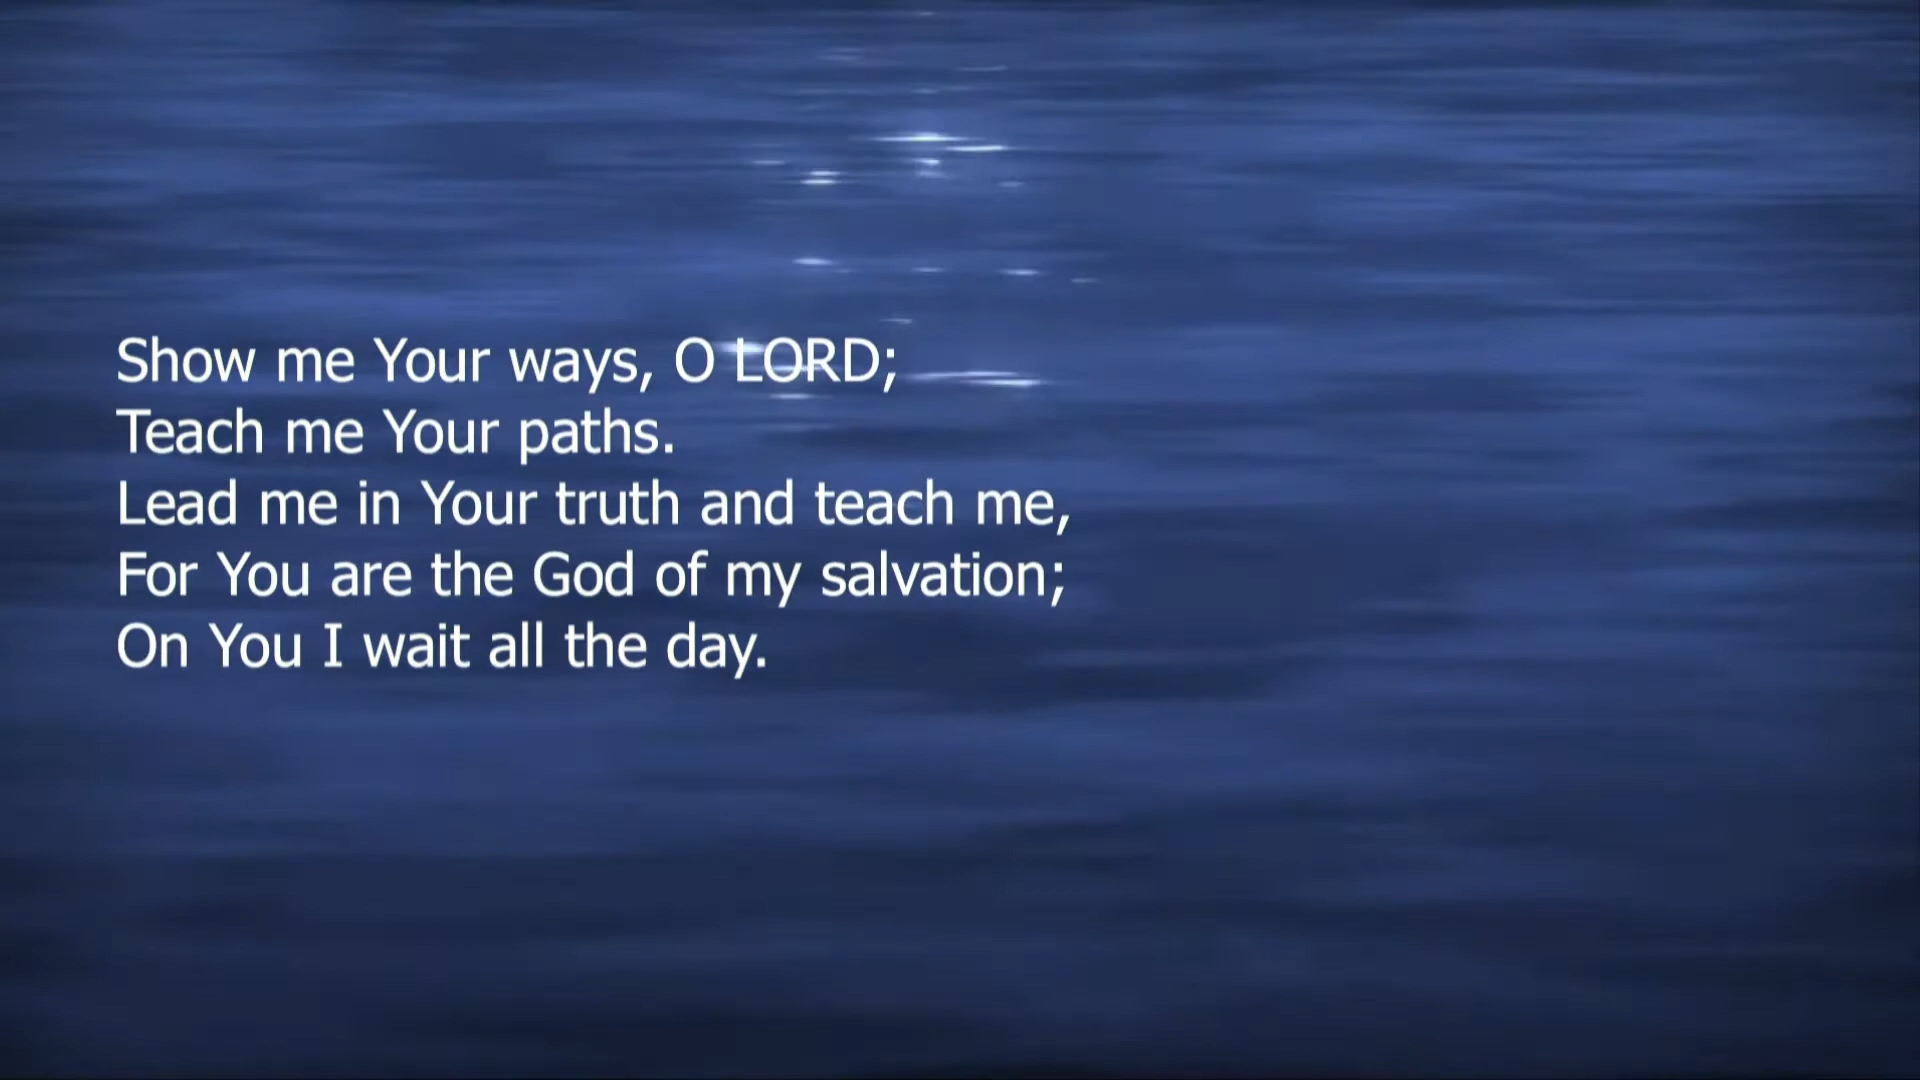 Show me Your ways, O LORD;
Teach me Your paths.
Lead me in Your truth and teach me,
For You are the God of my salvation;
On You I wait all the day.